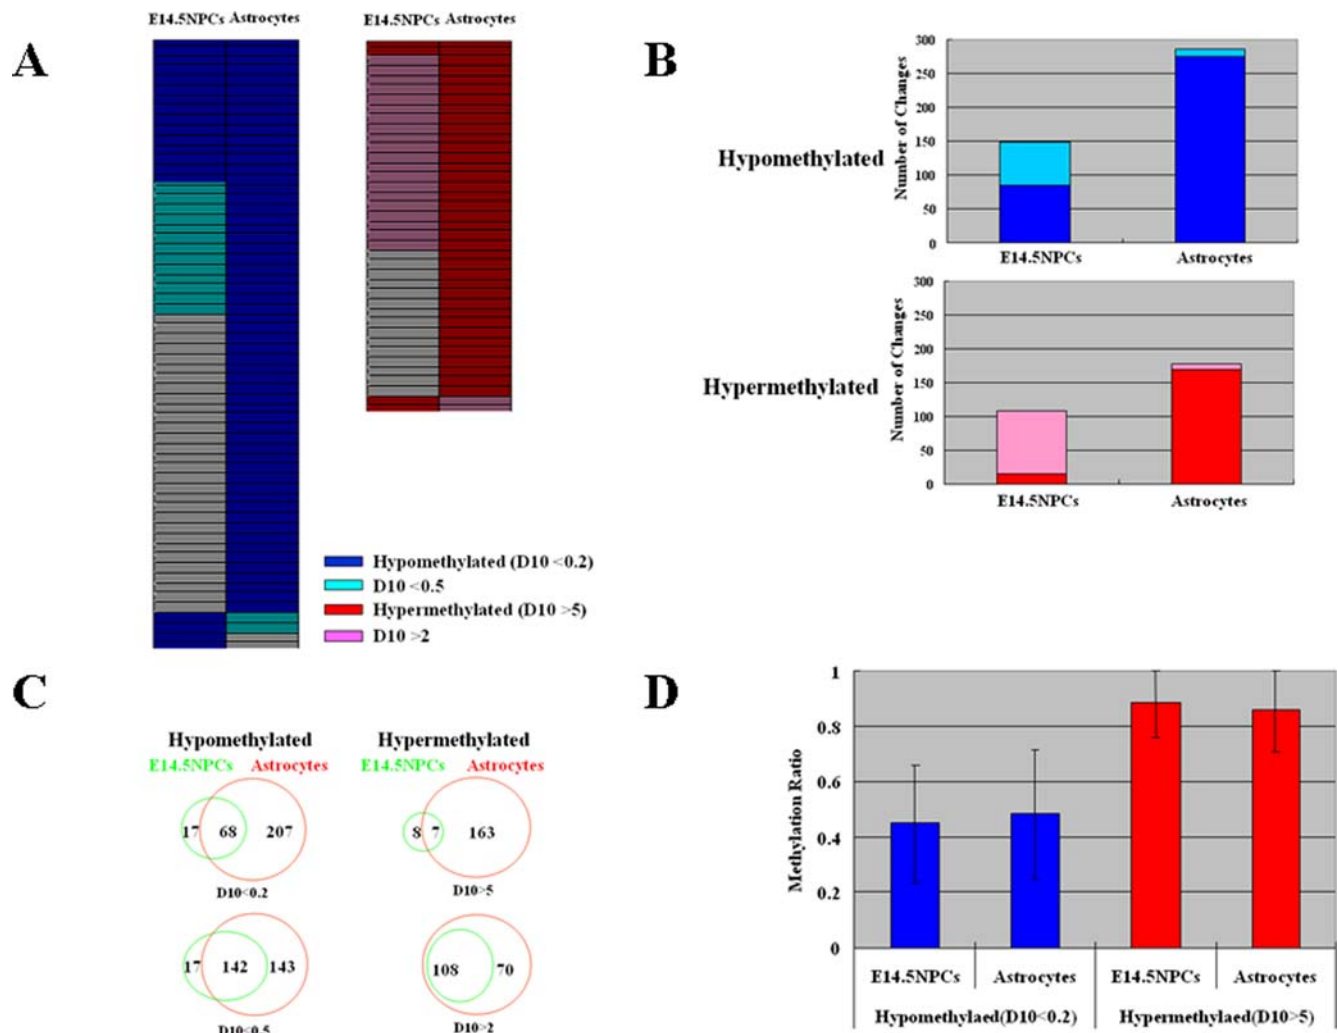 A
E14.5NPCs Astrocytes
E14.5NPCs Astrocytes
Hypomethylated (D10 <0.2)
D10 <0.5
Hypermethylated (D10 >5)
D10 >2
B
Hypomethylated
Number of Changes
300
250
200
150
100
50
0
E14.5NPCs
Astrocytes
Hypermethylated
Number of Changes
300
250
200
150
100
50
0
E14.5NPCs
Astrocytes
C
Hypomethylated
E14.5NPCs Astrocytes
17 68 207
D10<0.2
17 142 143
D10<0.5
Hypermethylated
E14.5NPCs Astrocytes
8 7 163
D10>5
108 70
D10>2
D
Methylation Ratio
1
0.8
0.6
0.4
0.2
0
E14.5NPCs Astrocytes E14.5NPCs Astrocytes
Hypomethylaed(D10<0.2) Hypermethylaed(D10>5)